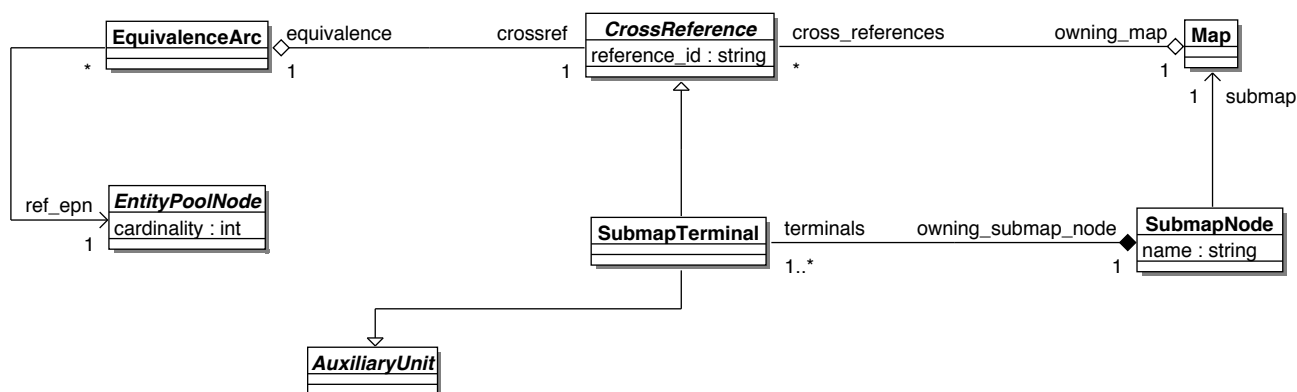 EquivalenceArc
equivalence
crossref
CrossReference
reference_id : string
cross_references
owning_map
Map
*
1
1
*
1
1
submap
ref_epn
1
EntityPoolNode
cardinality : int
SubmapTerminal
terminals
owning_submap_node
1..*
1
SubmapNode
name : string
AuxiliaryUnit